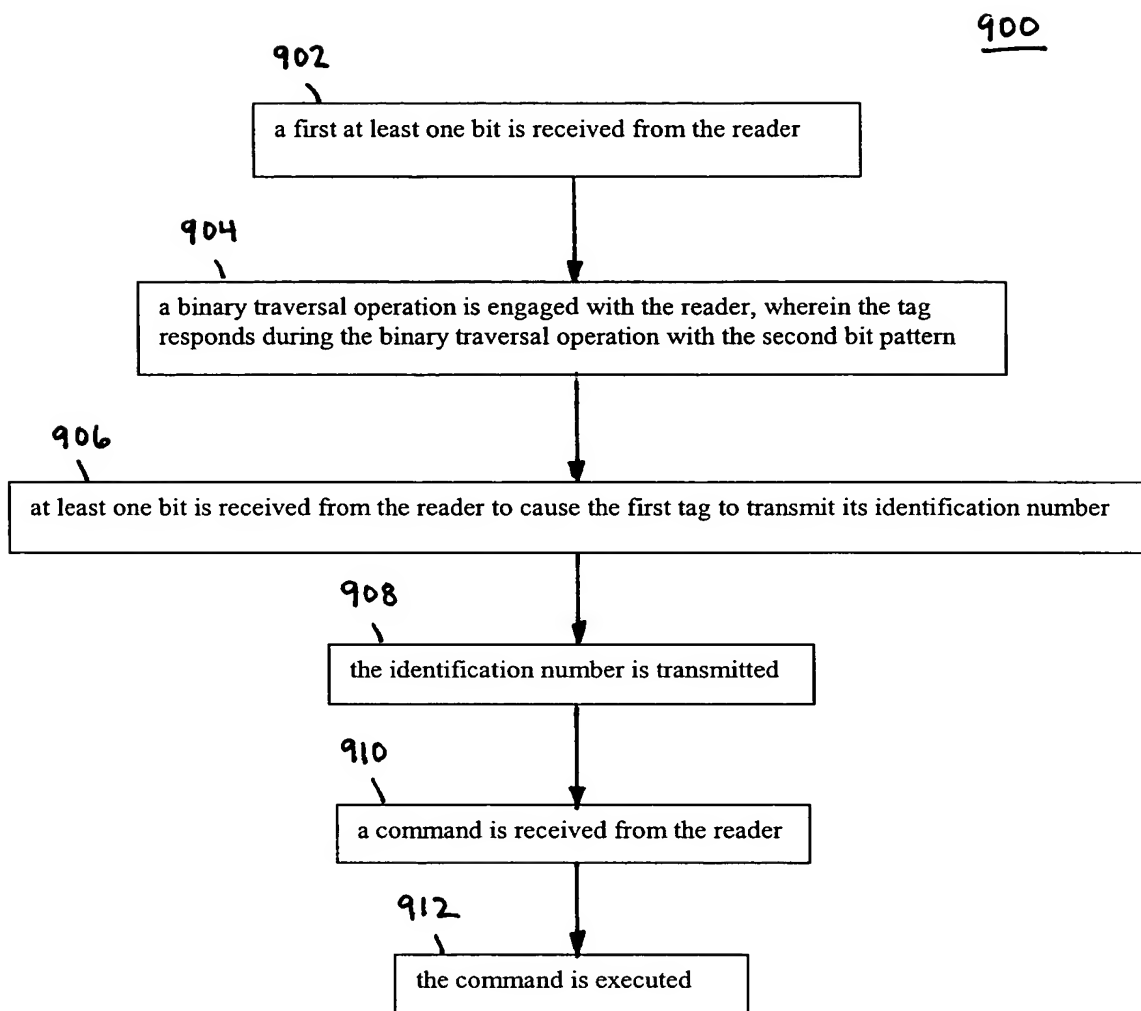 900
902
a first at least one bit is received from the reader
904
a binary traversal operation is engaged with the reader, wherein the tag
responds during the binary traversal operation with the second bit pattern
906
at least one bit is received from the reader to cause the first tag to transmit its identification number
908
the identification number is transmitted
910
a command is received from the reader
912
the command is executed